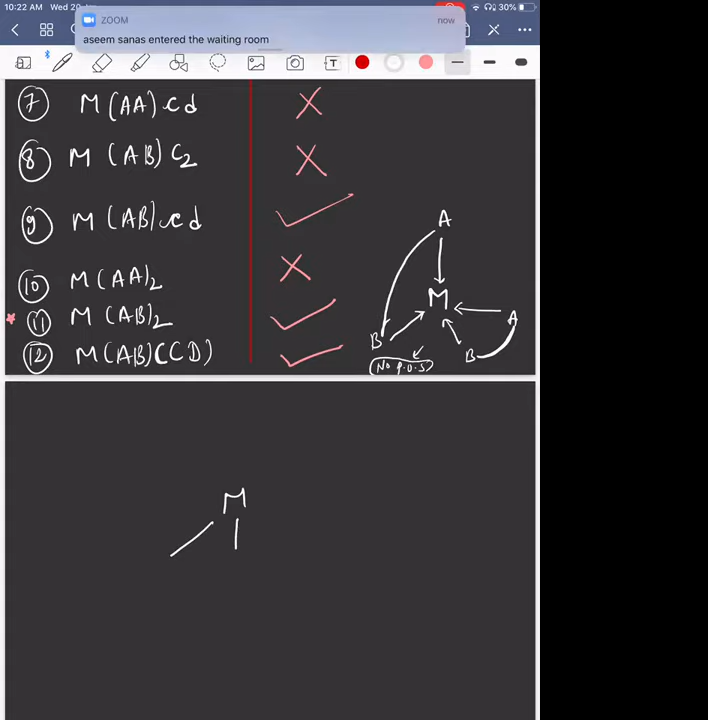 10:22 AM Wed 20
30%
ZOOM
now
aseem sanas entered the waiting room
T
7 M(AA)cd
8 M (AB) C2
9 M (AB) cd
10 M(AA)2
* 11 M (AB)2
12 M(AB)(CD)
A
M
A
B
B
(No P.O.S)
M